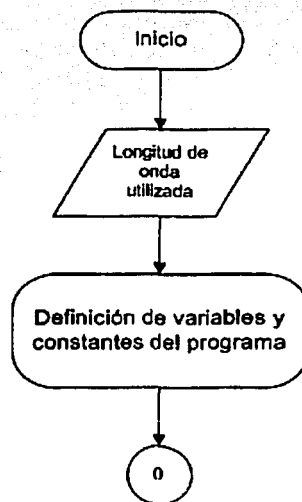 Inicio
Longitud de
onda
utilizada
Definición de variables y
constantes del programa
0